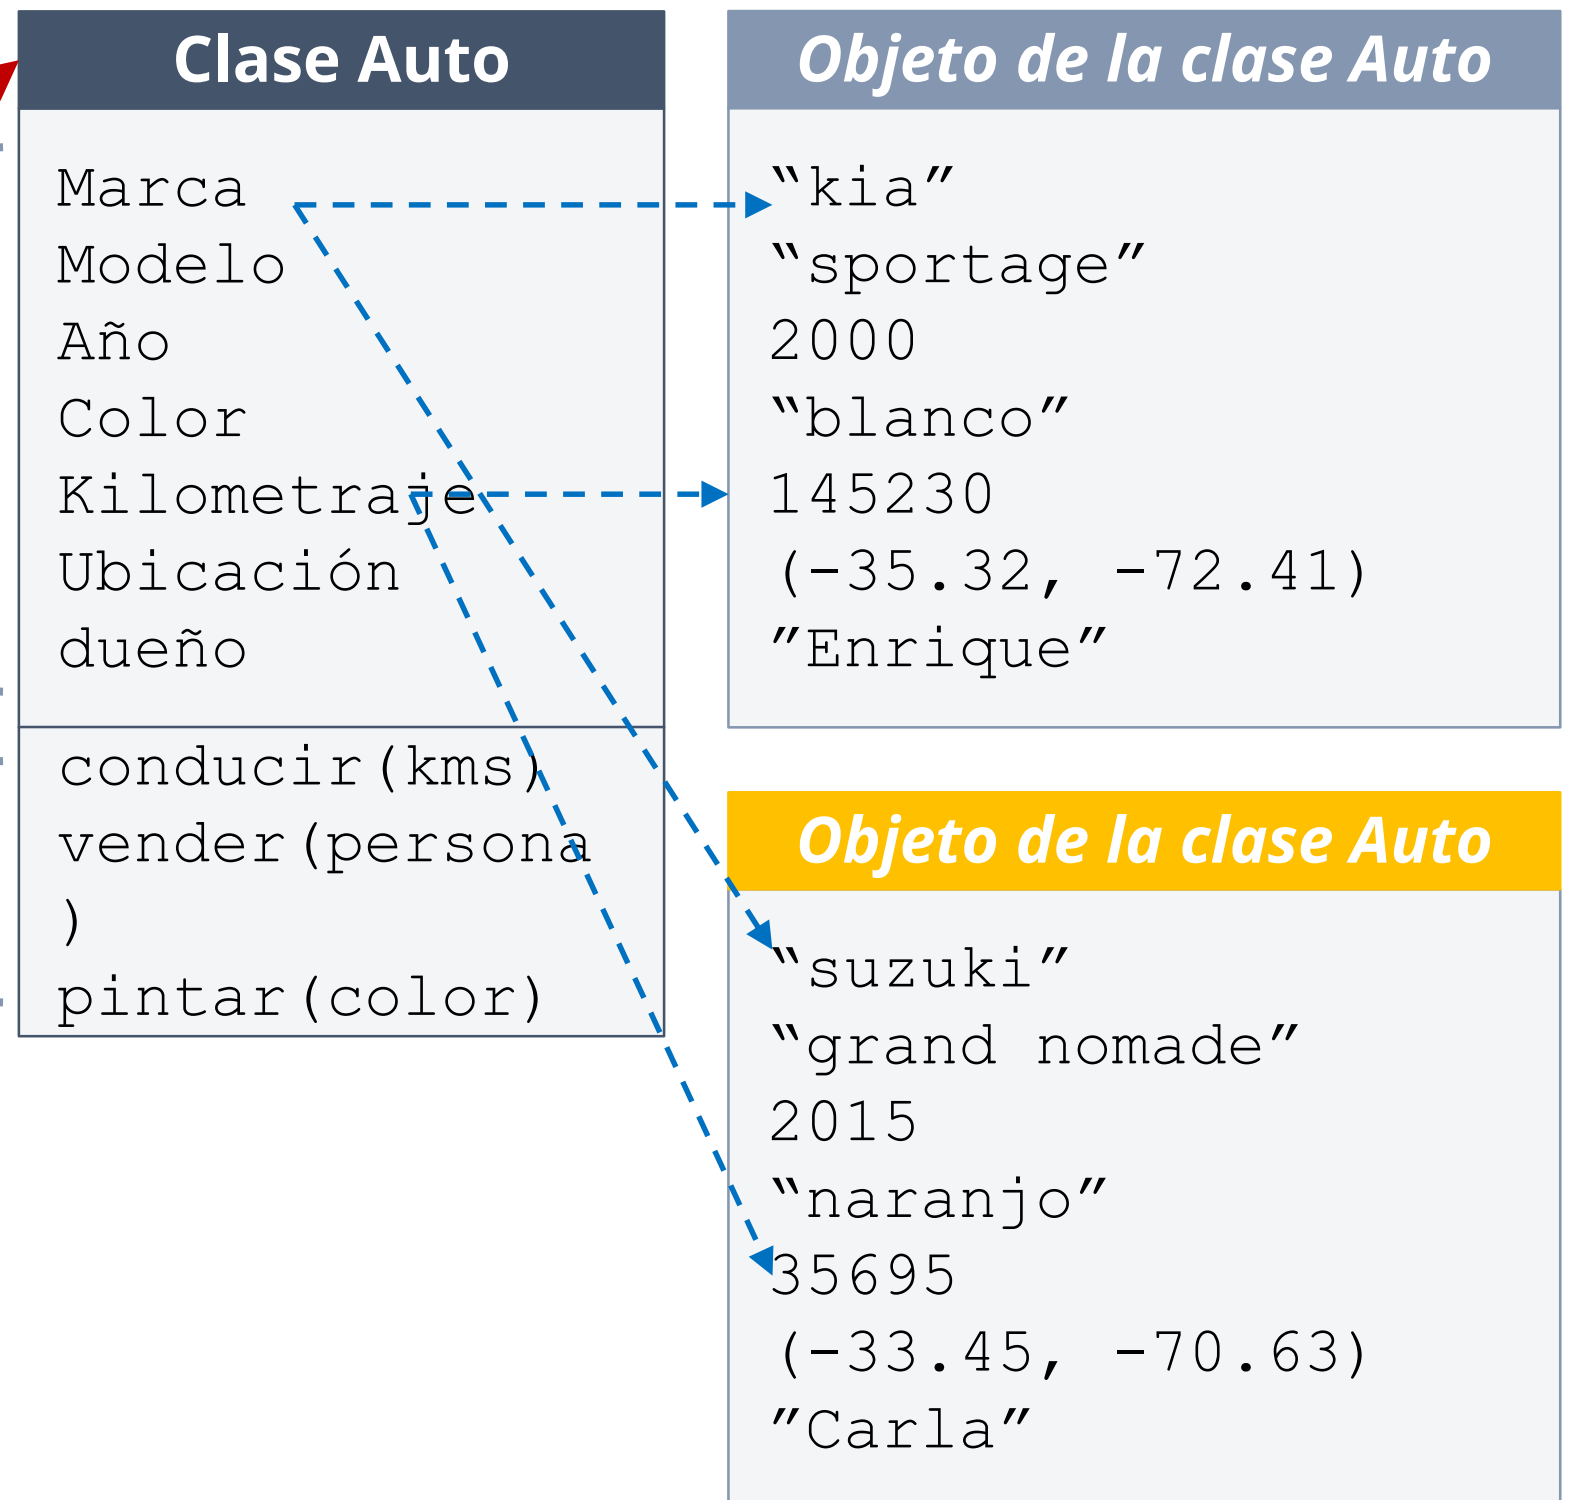 Clase Auto
Marca
Modelo
Año
Color
Kilometraje
Ubicación
dueño
conducir(kms)
vender(persona
)
pintar(color)
Objeto de la clase Auto
“kia”
“sportage”
2000
“blanco”
145230
(-35.32, -72.41)
”Enrique”
Objeto de la clase Auto
“suzuki”
“grand nomade”
2015
“naranjo”
35695
(-33.45, -70.63)
”Carla”